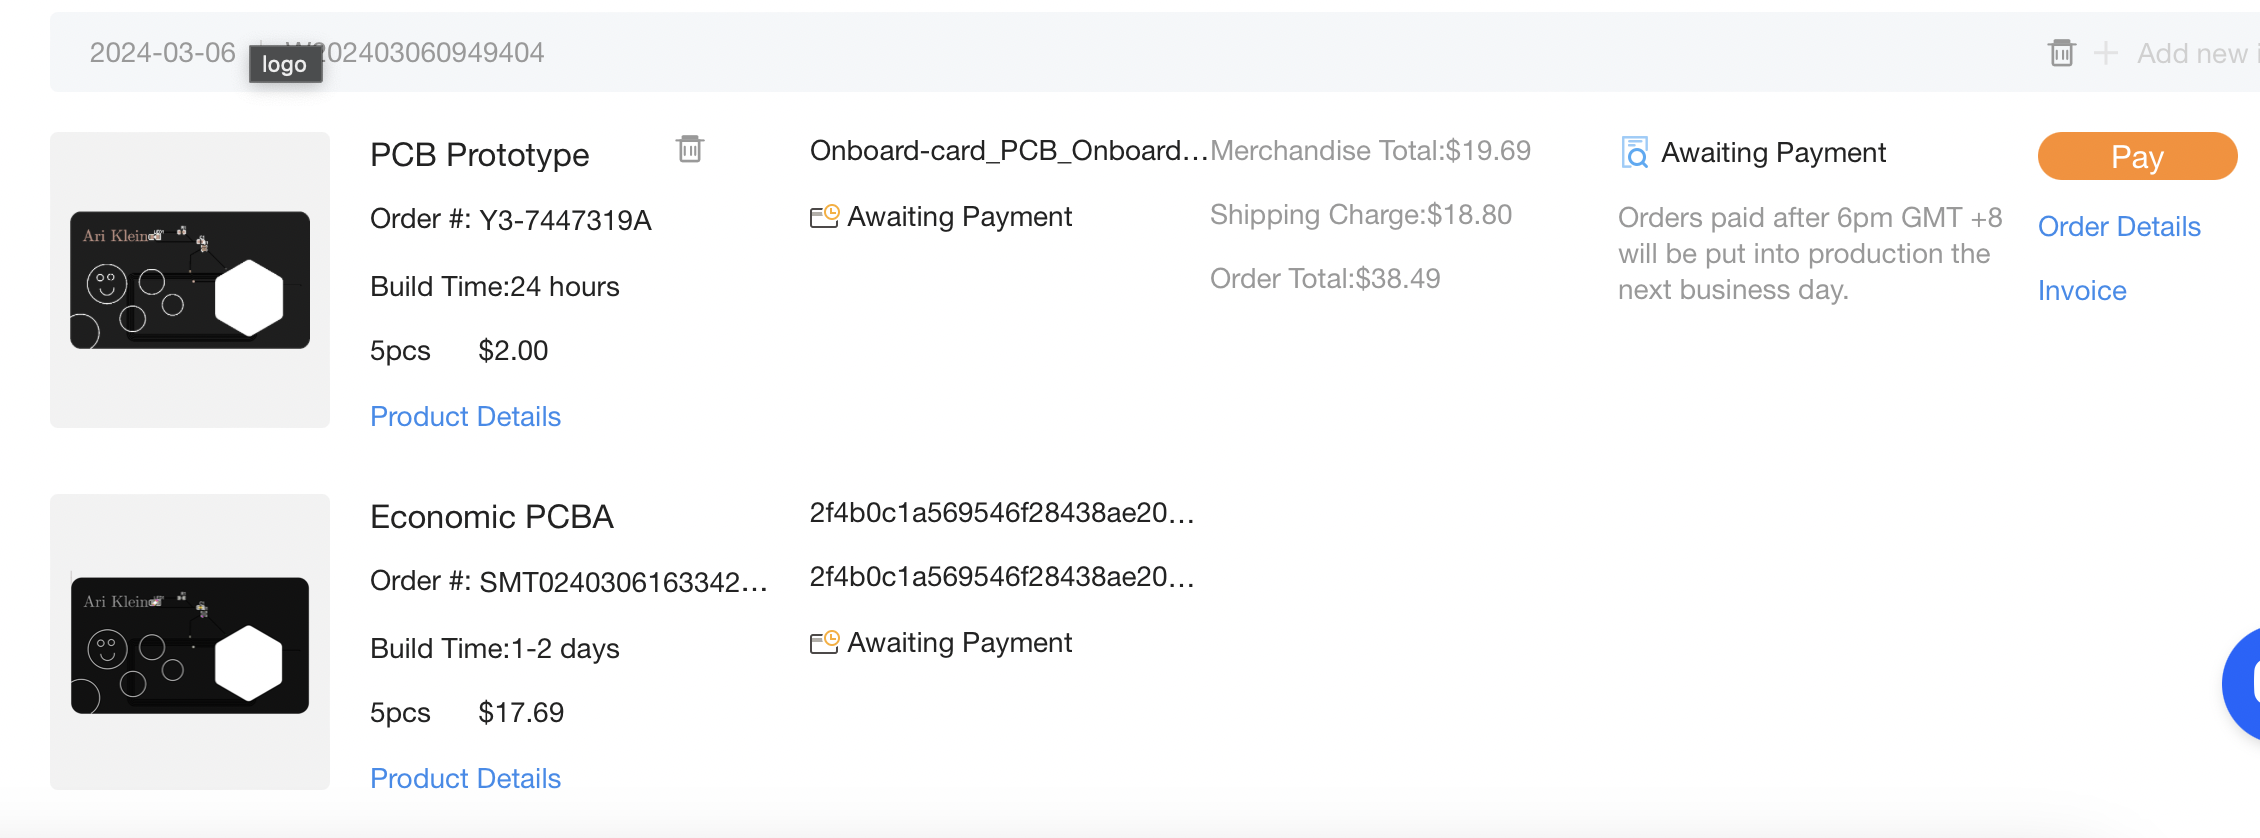 2024-03-06
W202403060949404
logo
Add new i
PCB Prototype
Order #: Y3-7447319A
Build Time:24 hours
5pcs $2.00
Product Details
Onboard-card_PCB_Onboard...
Awaiting Payment
Merchandise Total:$19.69
Shipping Charge:$18.80
Order Total:$38.49
Awaiting Payment
Orders paid after 6pm GMT +8
will be put into production the
next business day.
Pay
Order Details
Invoice
Ari Klein
Economic PCBA
Order #: SMT0240306163342...
Build Time:1-2 days
5pcs $17.69
Product Details
2f4b0c1a569546f28438ae20...
2f4b0c1a569546f28438ae20...
Awaiting Payment
Ari Klein